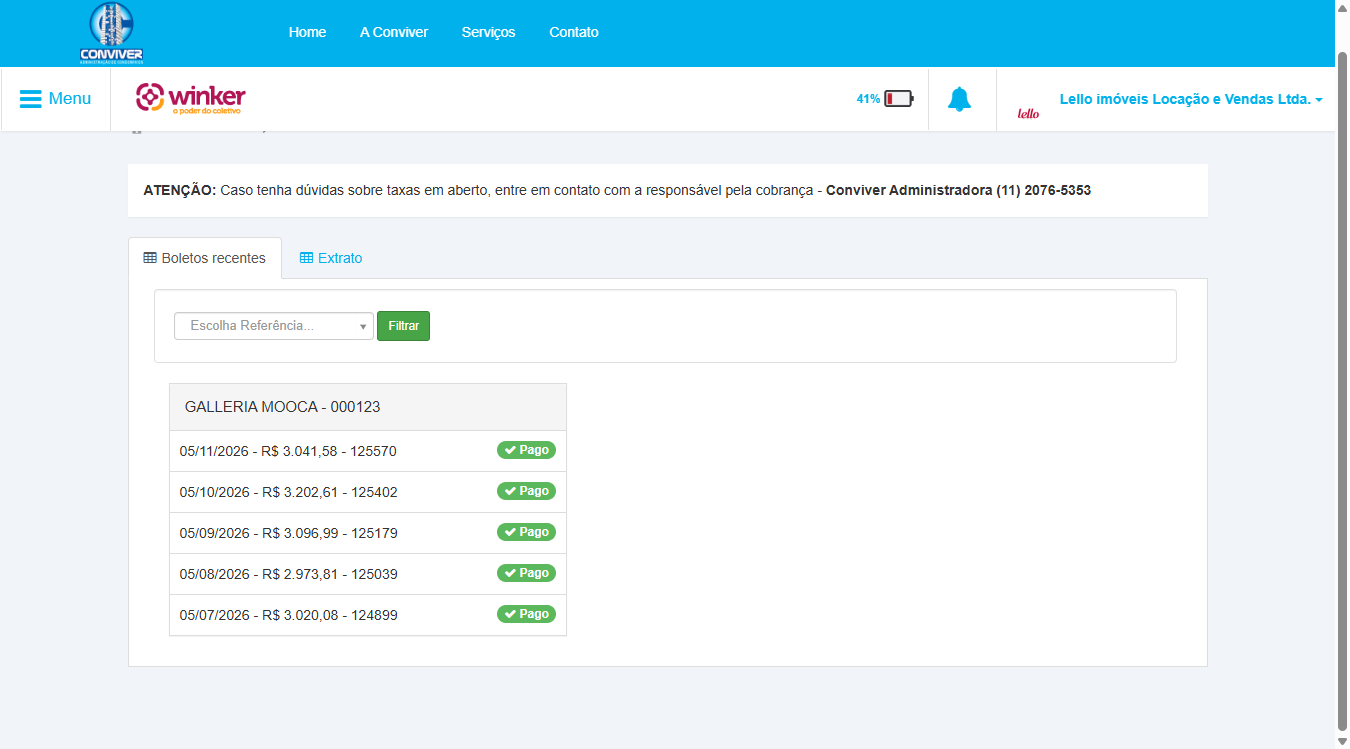 Home
A Conviver
Serviços
Contato
CONVIVER
Menu
winker
o poder do coletivo
41%
lello
Lello imóveis Locação e Vendas Ltda.
ATENÇÃO: Caso tenha dúvidas sobre taxas em aberto, entre em contato com a responsável pela cobrança - Conviver Administradora (11) 2076-5353
Boletos recentes
Extrato
Escolha Referência...
Filtrar
GALLERIA MOOCA - 000123
05/11/2026 - R$ 3.041,58 - 125570
Pago
05/10/2026 - R$ 3.202,61 - 125402
Pago
05/09/2026 - R$ 3.096,99 - 125179
Pago
05/08/2026 - R$ 2.973,81 - 125039
Pago
05/07/2026 - R$ 3.020,08 - 124899
Pago